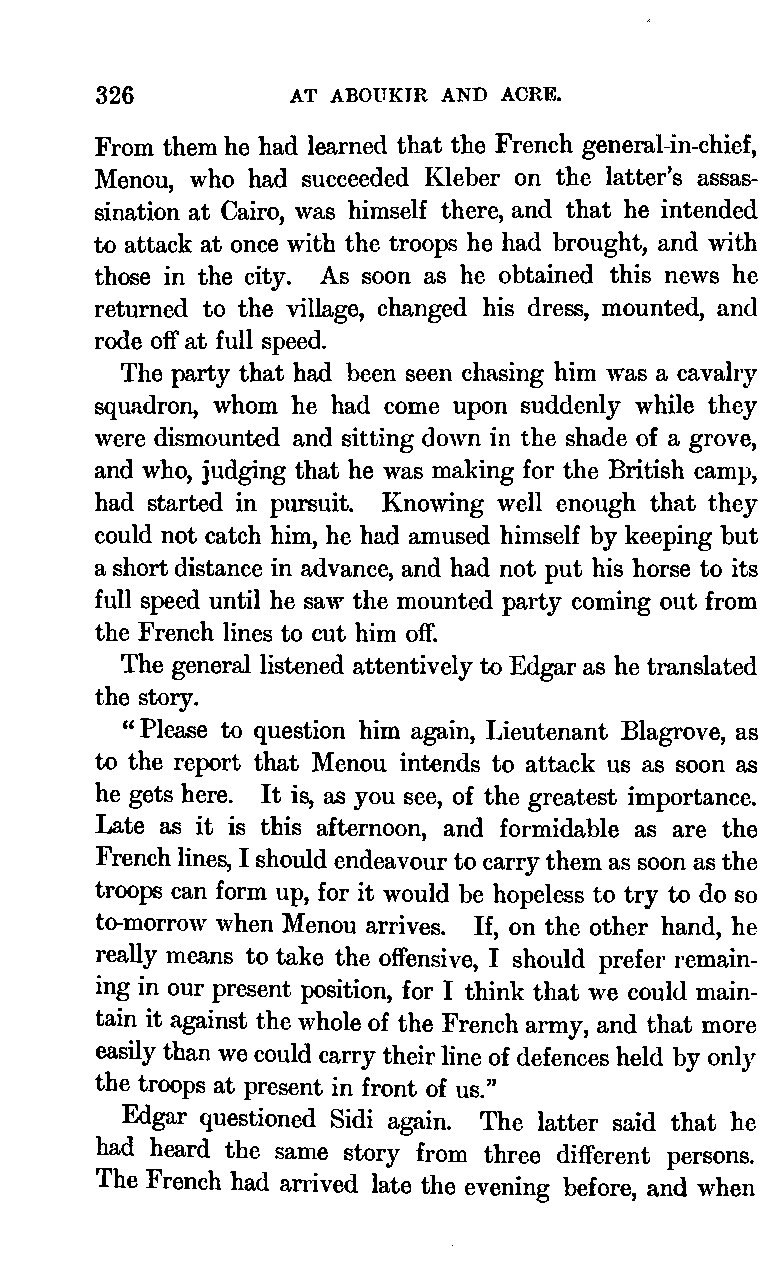 326 AT ABOUKIR AND ACRE.
From them he had learned that the French general-in-chief,
Menou, who had succeeded Kleber on the latter's assas-
sination at Cairo, was himself there, and that he intended
to attack at once with the troops he had brought, and with
those in the city. As soon as he obtained this news he
returned to the village, changed his dress, mounted, and
rode off at full speed.
The party that had been seen chasing him was a cavalry
squadron, whom he had come upon suddenly while they
were dismounted and sitting down in the shade of a grove,
and who, judging that he was making for the British camp,
had started in pursuit. Knowing well enough that they
could not catch him, he had amused himself by keeping but
a short distance in advance, and had not put his horse to its
full speed until he saw the mounted party coming out from
the French lines to cut him off.
The general listened attentively to Edgar as he translated
the story.
"Please to question him again, Lieutenant Blagrove, as
to the report that Menou intends to attack us as soon as
he gets here. It is, as you see, of the greatest importance.
Late as it is this afternoon, and formidable as are the
French lines, I should endeavour to carry them as soon as the
troops can form up, for it would be hopeless to try to do so
to-morrow when Menou arrives. If, on the other hand, he
really means to take the offensive, I should prefer remain-
ing in our present position, for I think that we could main-
tain it against the whole of the French army, and that more
easily than we could carry their line of defences held by only
the troops at present in front of us."
Edgar questioned Sidi again. The latter said that he
had heard the same story from three different persons.
The French had arrived late the evening before, and when